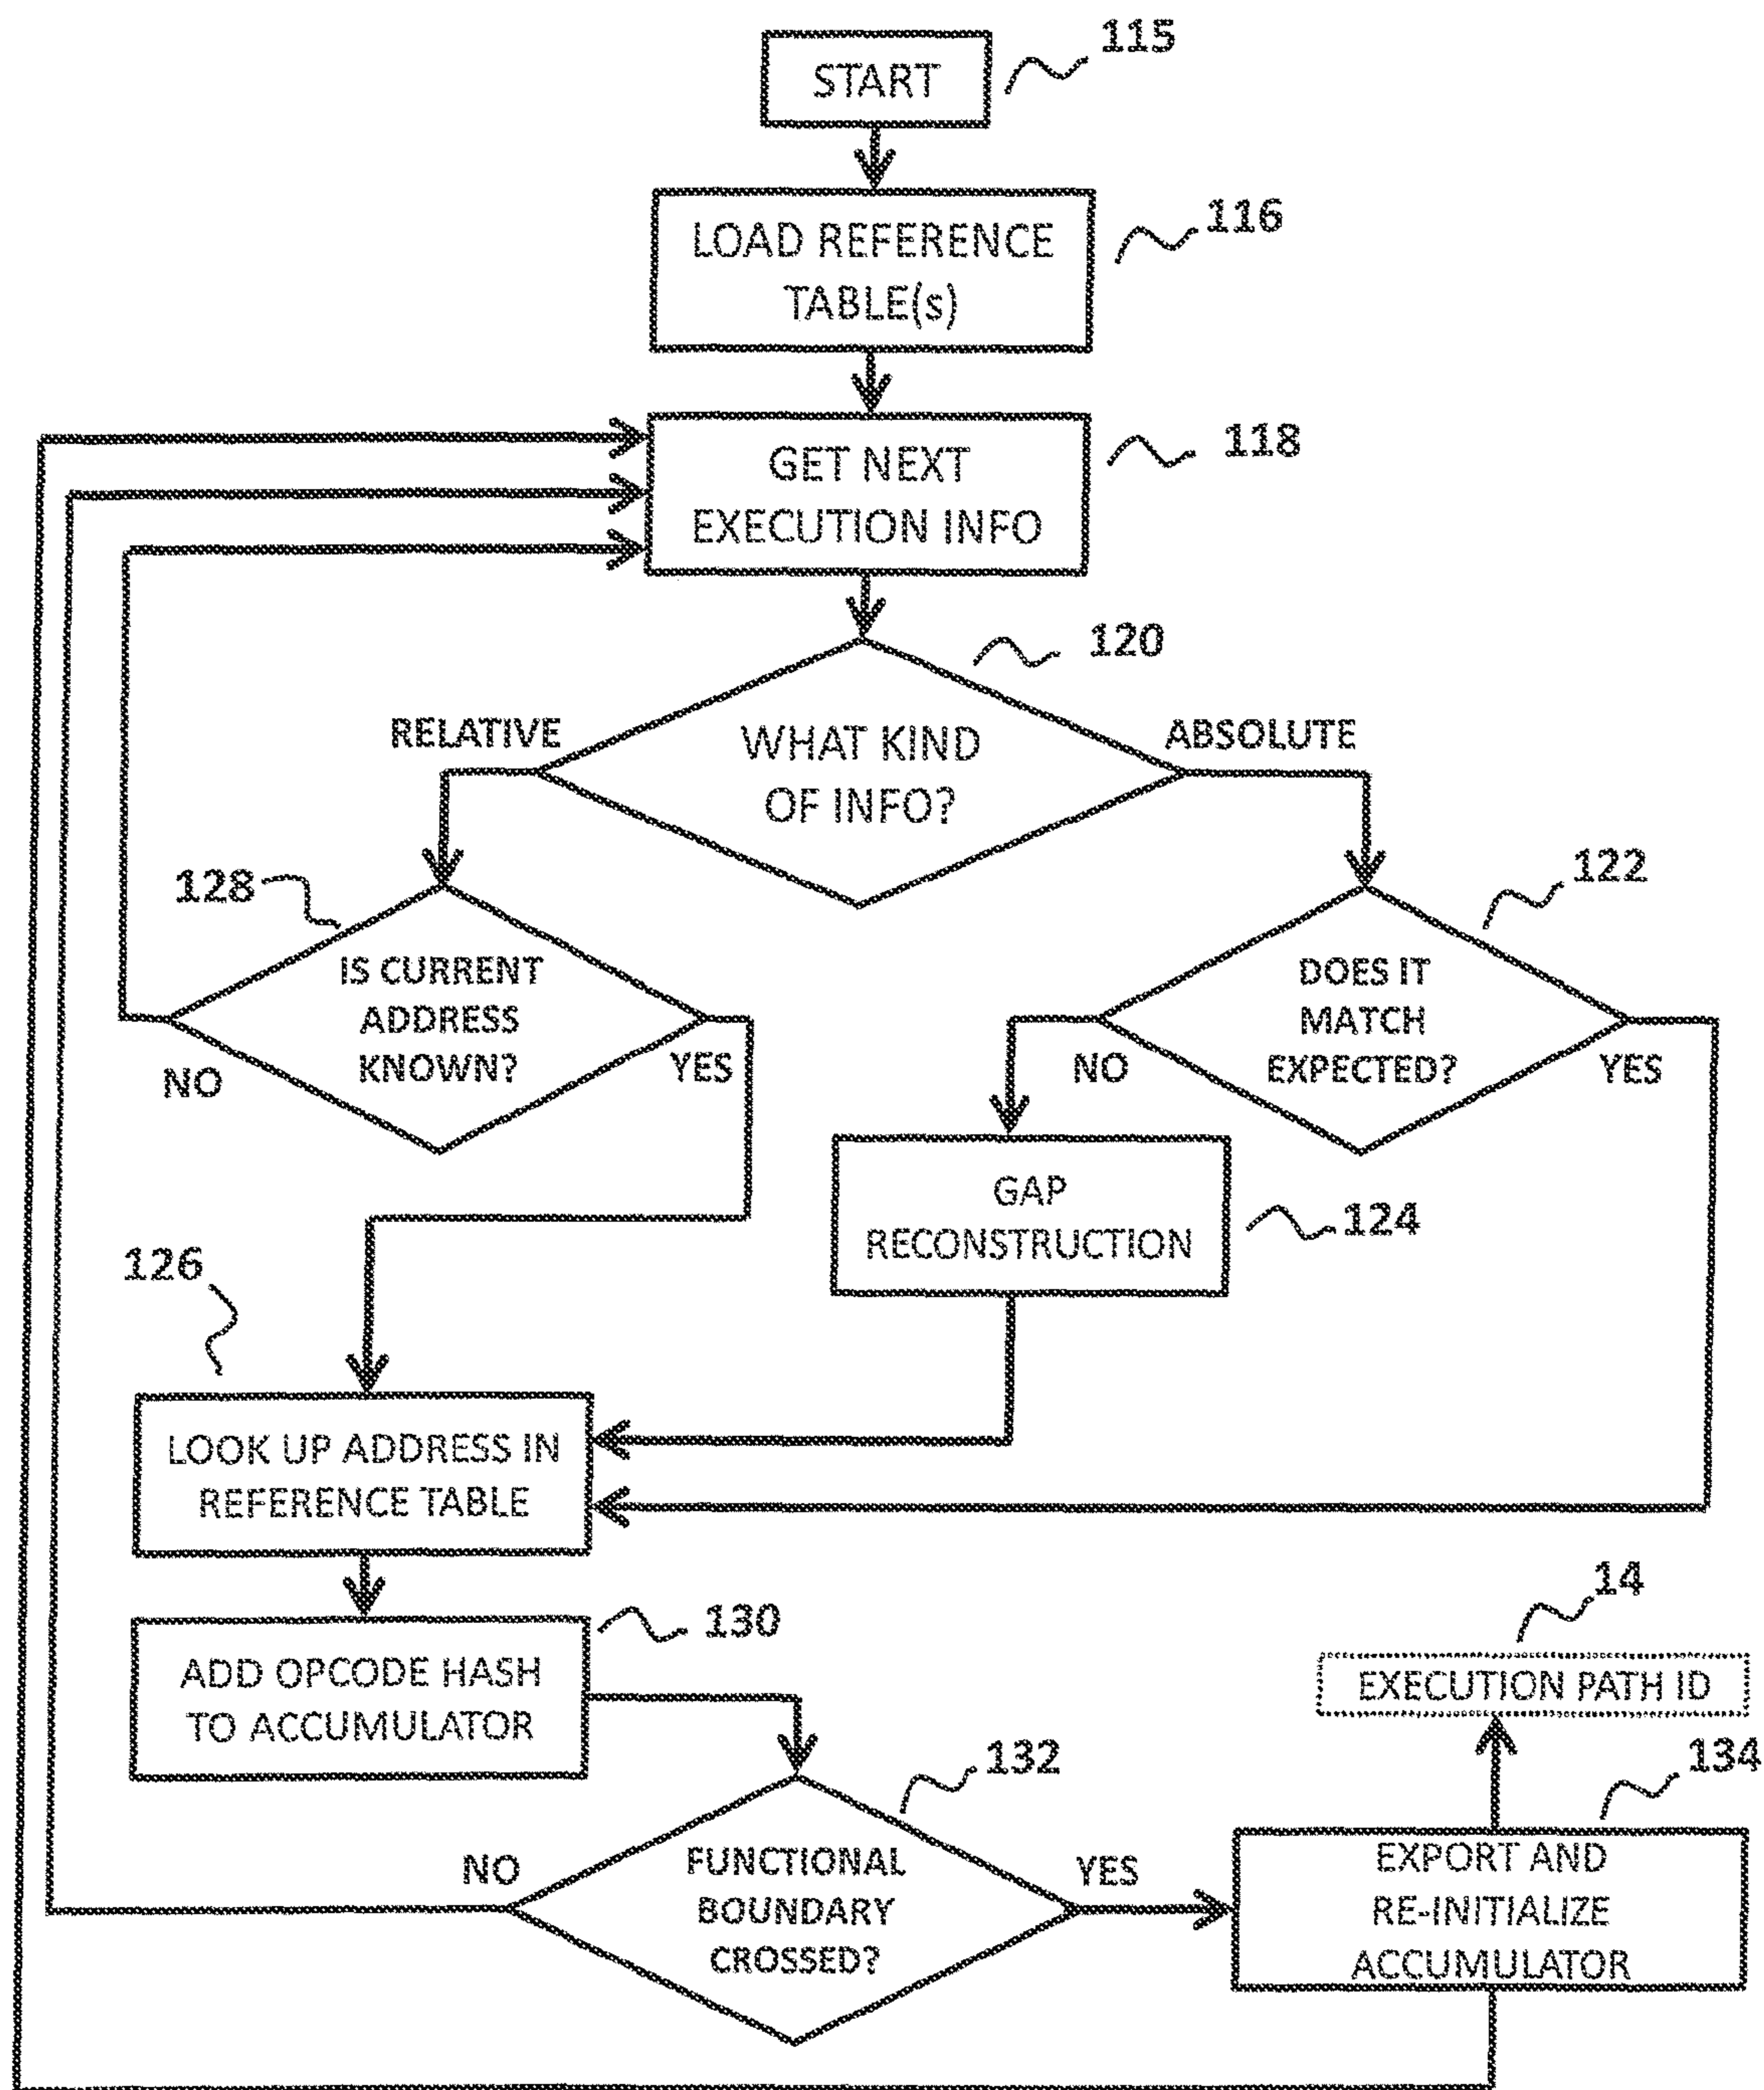 START
115
LOAD REFERENCE
TABLE(s)
116
GET NEXT
EXECUTION INFO
118
120
RELATIVE
WHAT KIND
OF INFO?
ABSOLUTE
128
IS CURRENT
ADDRESS
KNOWN?
NO
YES
122
DOES IT
MATCH
EXPECTED?
NO
YES
GAP
RECONSTRUCTION
124
126
LOOK UP ADDRESS IN
REFERENCE TABLE
130
ADD OPCODE HASH
TO ACCUMULATOR
14
EXECUTION PATH ID
132
134
NO
FUNCTIONAL
BOUNDARY
CROSSED?
YES
EXPORT AND
RE-INITIALIZE
ACCUMULATOR